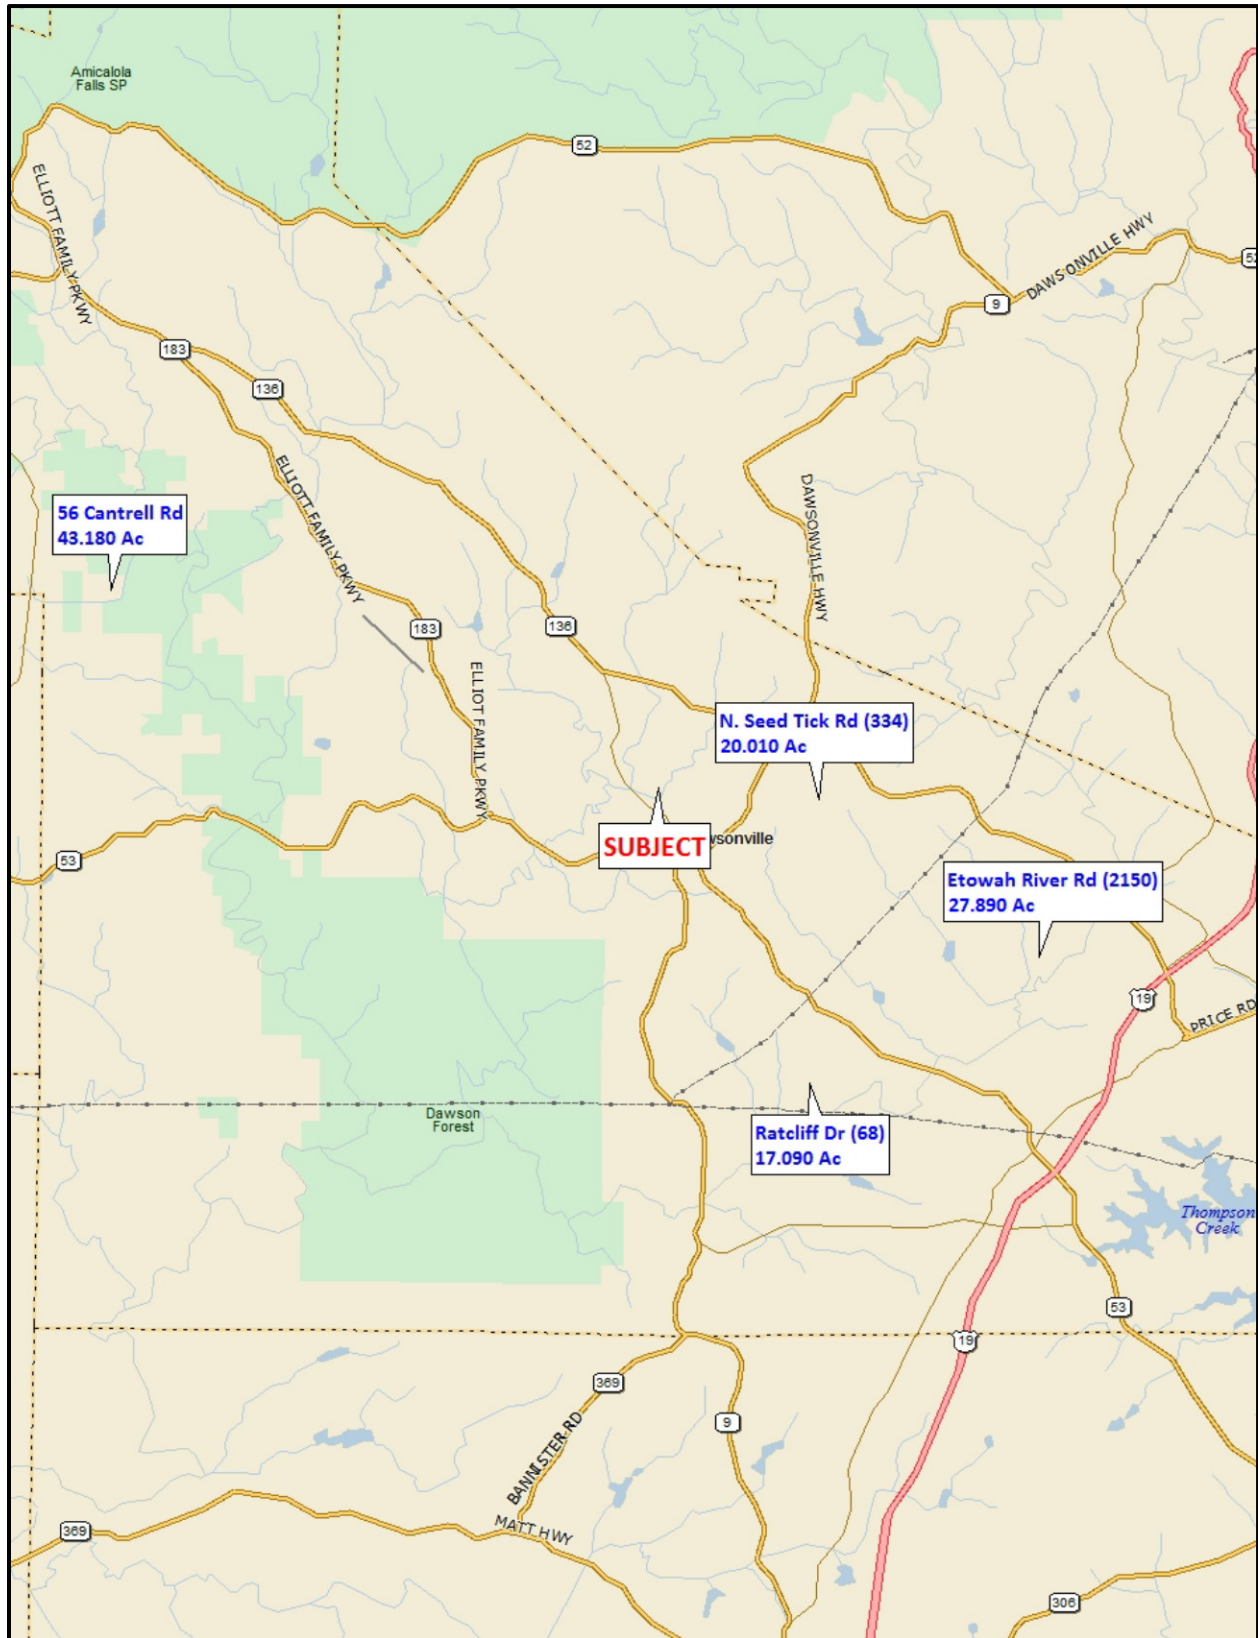 Amicalola
Falls SP
52
ELLIOTT FAMILY PKWY
DAWSONVILLE HWY
52
9
183
136
ELLIOTT FAMILY PKWY
DAWSONVILLE HWY
56 Cantrell Rd
43.180 Ac
183
136
ELLIOT FAMILY PKWY
N. Seed Tick Rd (334)
20.010 Ac
SUBJECT
wsonville
53
Etowah River Rd (2150)
27.890 Ac
19
PRICE RD
Dawson
Forest
Ratcliff Dr (68)
17.090 Ac
Thompson
Creek
53
19
369
9
BANNISTER RD
369
MATT HWY
306